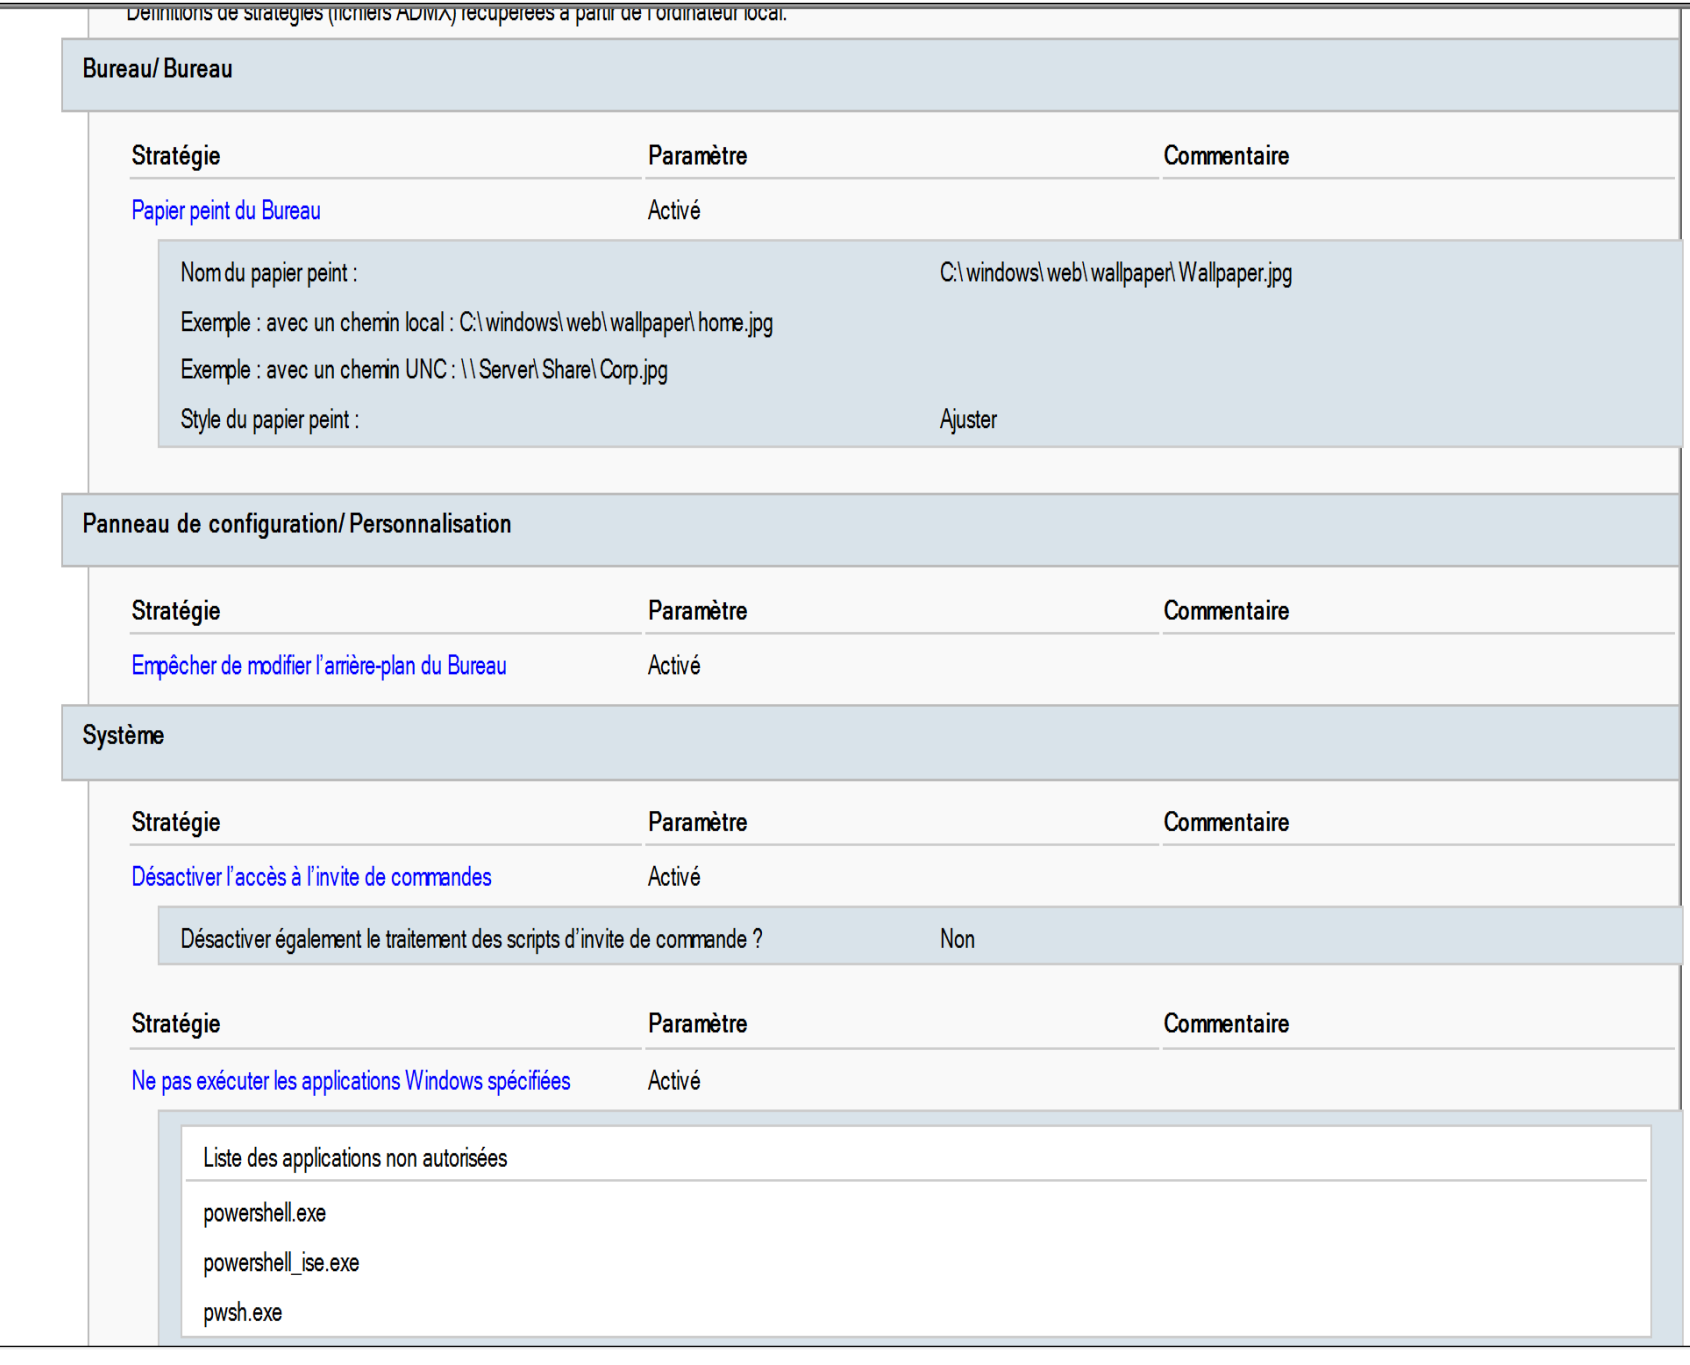 Définitions de stratégies (fichiers ADMX) récupérées à partir de l'ordinateur local.
Bureau/Bureau
Stratégie Paramètre Commentaire
Papier peint du Bureau Activé
Nom du papier peint : C:\windows\web\wallpaper\Wallpaper.jpg
Exemple : avec un chemin local : C:\windows\web\wallpaper\home.jpg
Exemple : avec un chemin UNC : \\Server\Share\Corp.jpg
Style du papier peint : Ajuster
Panneau de configuration/Personnalisation
Stratégie Paramètre Commentaire
Empêcher de modifier l'arrière-plan du Bureau Activé
Système
Stratégie Paramètre Commentaire
Désactiver l'accès à l'invite de commandes Activé
Désactiver également le traitement des scripts d'invite de commande ? Non
Stratégie Paramètre Commentaire
Ne pas exécuter les applications Windows spécifiées Activé
Liste des applications non autorisées
powershell.exe
powershell_ise.exe
pwsh.exe